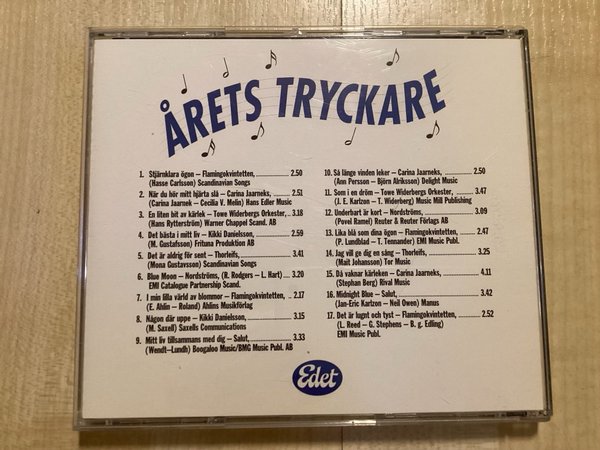 ÅRETS TRYCKARE
1. Stjärnklara ögon – Flamingokvintetten, 2.50
(Hasse Carlsson) Scandinavian Songs
2. När du hör mitt hjärta slå – Carina Jaarneks, 2.51
(Carina Jaarnek – Cecilia V. Melin) Hans Edler Music
3. En liten bit av kärlek – Towe Widerbergs Orkester, 3.18
(Hans Rytterström) Warner Chappel Scand. AB
4. Det bästa i mitt liv – Kikki Danielsson, 2.59
(M. Gustafsson) Frituna Produktion AB
5. Det är aldrig för sent – Thorleifs, 3.41
(Mona Gustavsson) Scandinavian Songs
6. Blue Moon – Nordströms, (R. Rodgers – L. Hart) 3.20
EMI Catalogue Partnership Scand.
7. I min lilla värld av blommor – Flamingokvintetten, 2.17
(E. Ahlin – Roland) Ahlins Musikförlag
8. Någon där uppe – Kikki Danielsson, 3.15
(M. Saxell) Saxells Communications
9. Mitt liv tillsammans med dig – Salut, 3.33
(Wendt–Lundh) Boogaloo Music/BMG Music Publ. AB
10. Så länge vinden leker – Carina Jaarneks, 2.50
(Ann Persson – Björn Alriksson) Delight Music
11. Som i en dröm – Towe Widerbergs Orkester, 3.47
(J. E. Karlzon – T. Widerberg) Music Mill Publishing
12. Underbart är kort – Nordströms, 3.09
(Povel Ramel) Reuter & Reuter Förlags AB
13. Lika blå som dina ögon – Flamingokvintetten, 2.47
(P. Lundblad – T. Tennander) EMI Music Publ.
14. Jag vill ge dig en sång – Thorleifs, 3.25
(Mait Johansson) Tor Music
15. Då vaknar kärleken – Carina Jaarneks, 4.11
(Stephan Berg) Rival Music
16. Midnight Blue – Salut, 3.42
(Jan-Eric Karlzon – Neil Owen) Manus
17. Det är lugnt och tyst – Flamingokvintetten, 2.52
(L. Reed – G. Stephens – B. g. Edling)
EMI Music Publ.
Edet